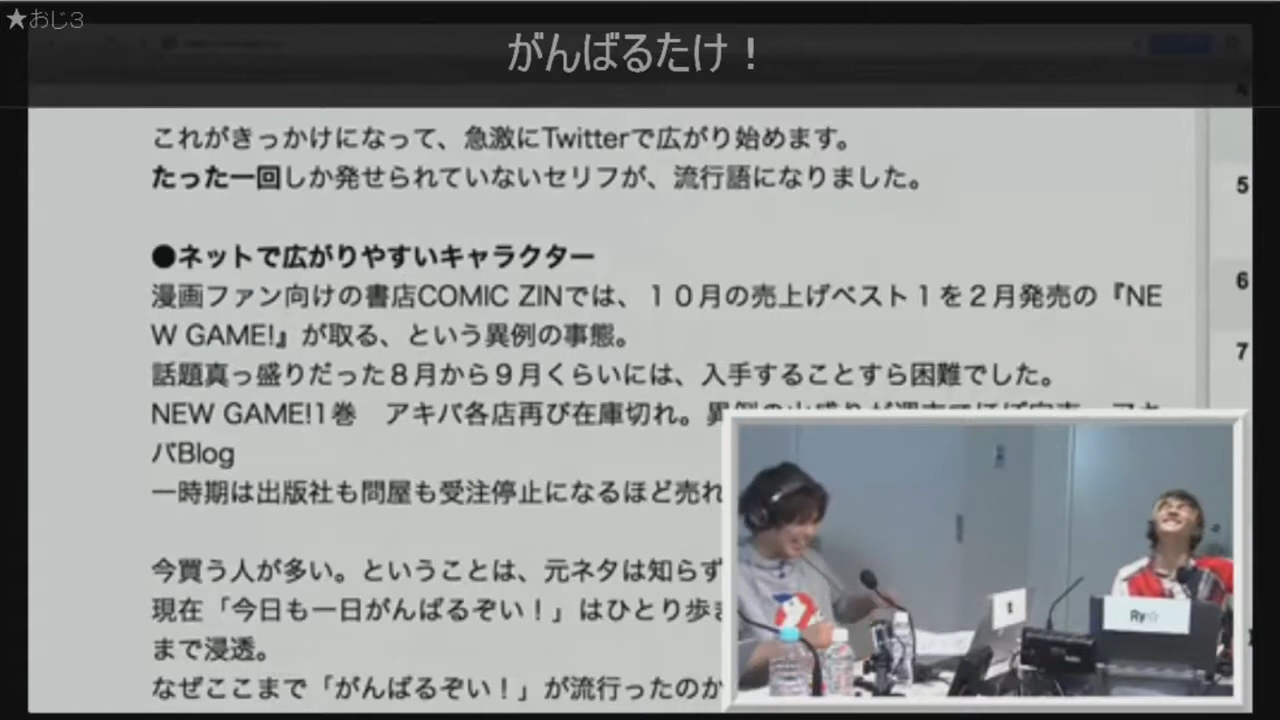 ★おじ3
がんばるたけ！
これがきっかけになって、急激にTwitterで広がり始めます。
たった一回しか発せられていないセリフが、流行語になりました。
●ネットで広がりやすいキャラクター
漫画ファン向けの書店COMIC ZINでは、１０月の売上げベスト１を２月発売の『NE
W GAME!』が取る、という異例の事態。
話題真っ盛りだった８月から９月くらいには、入手することすら困難でした。
NEW GAME!1巻　アキバ各店再び在庫切れ。
バBlog
一時期は出版社も問屋も受注停止になるほど売れ
今買う人が多い。ということは、元ネタは知らず
現在「今日も一日がんばるぞい！」はひとり歩き
まで浸透。
なぜここまで「がんばるぞい！」が流行ったのか
5
6
7
t
Ry☆